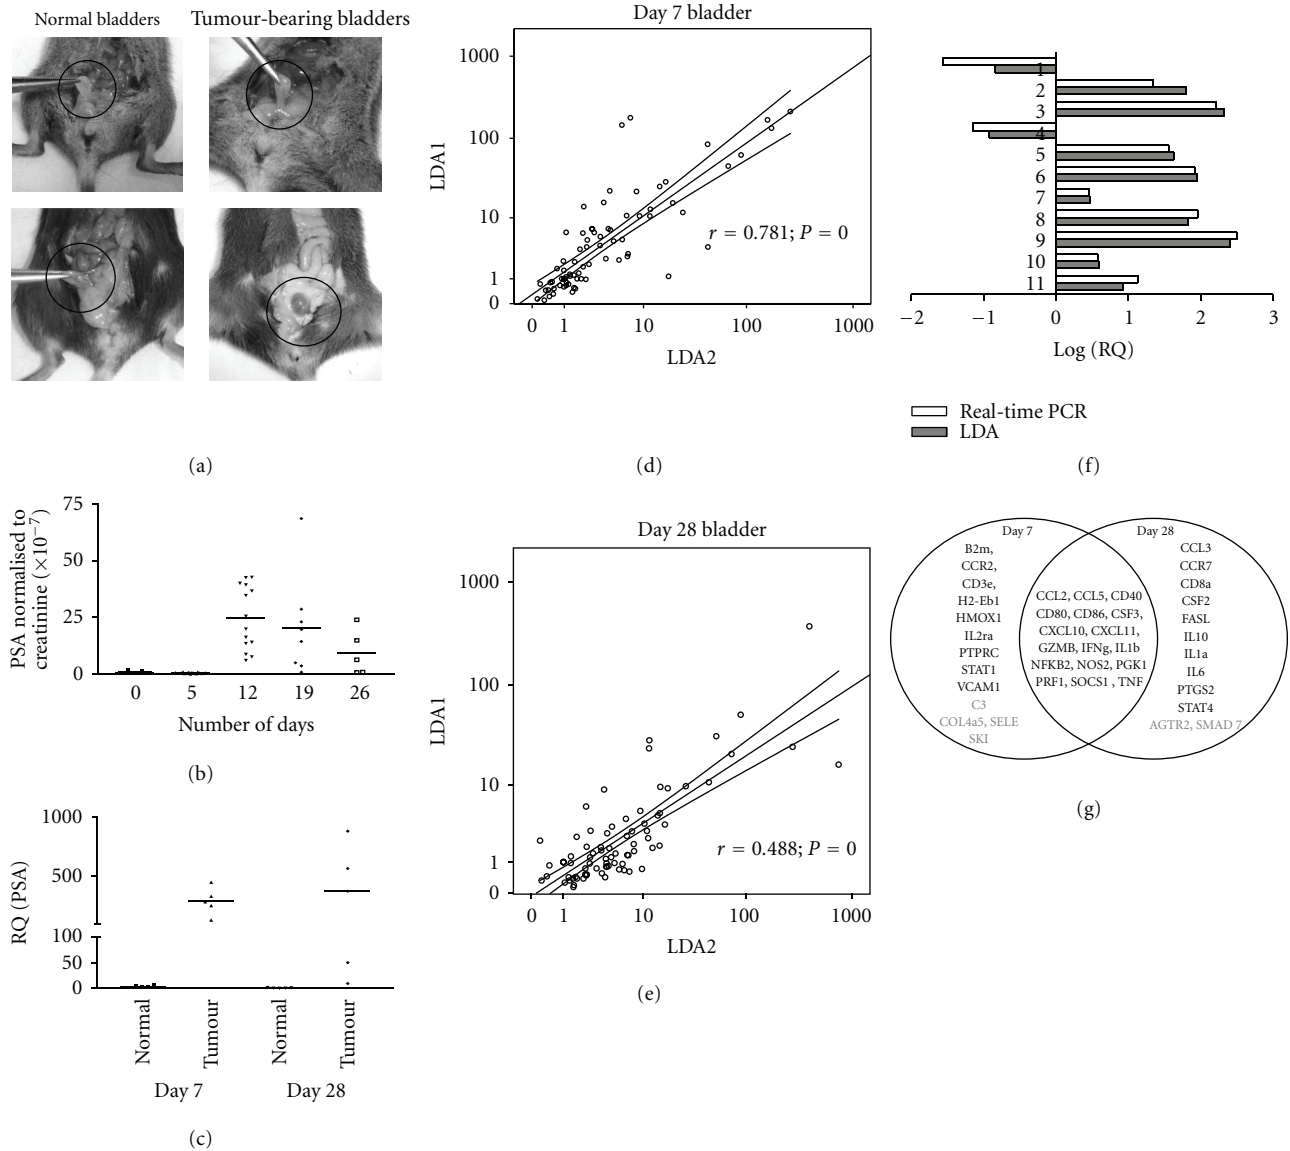 Normal bladders
Tumour-bearing bladders
(a)
PSA normalised to
creatinine (×10−7
)
75
50
25
0
0 5 12 19 26
Number of days
(b)
RQ (PSA)
1000
500
100
50
0
Normal
Tumour
Normal
Tumour
Day 7
Day 28
(c)
Day 7 bladder
LDA1
1000
100
10
1
0
r = 0.781; P = 0
0 1 10 100 1000
LDA2
(d)
Day 28 bladder
LDA1
1000
100
10
1
0
r = 0.488; P = 0
0 1 10 100 1000
LDA2
(e)
1
2
3
4
5
6
7
8
9
10
11
−2 −1 0 1 2 3
Log (RQ)
Real-time PCR
LDA
(f)
Day 7
B2m,
CCR2,
CD3e,
H2-Eb1
HMOX1
IL2ra
PTPRC
STAT1
VCAM1
C3
COL4a5, SELE
SKI
CCL2, CCL5, CD40
CD80, CD86, CSF3,
CXCL10, CXCL11,
GZMB, IFNg, IL1b
NFKB2, NOS2, PGK1
PRF1, SOCS1 , TNF
Day 28
CCL3
CCR7
CD8a
CSF2
FASL
IL10
IL1a
IL6
PTGS2
STAT4
AGTR2, SMAD 7
(g)